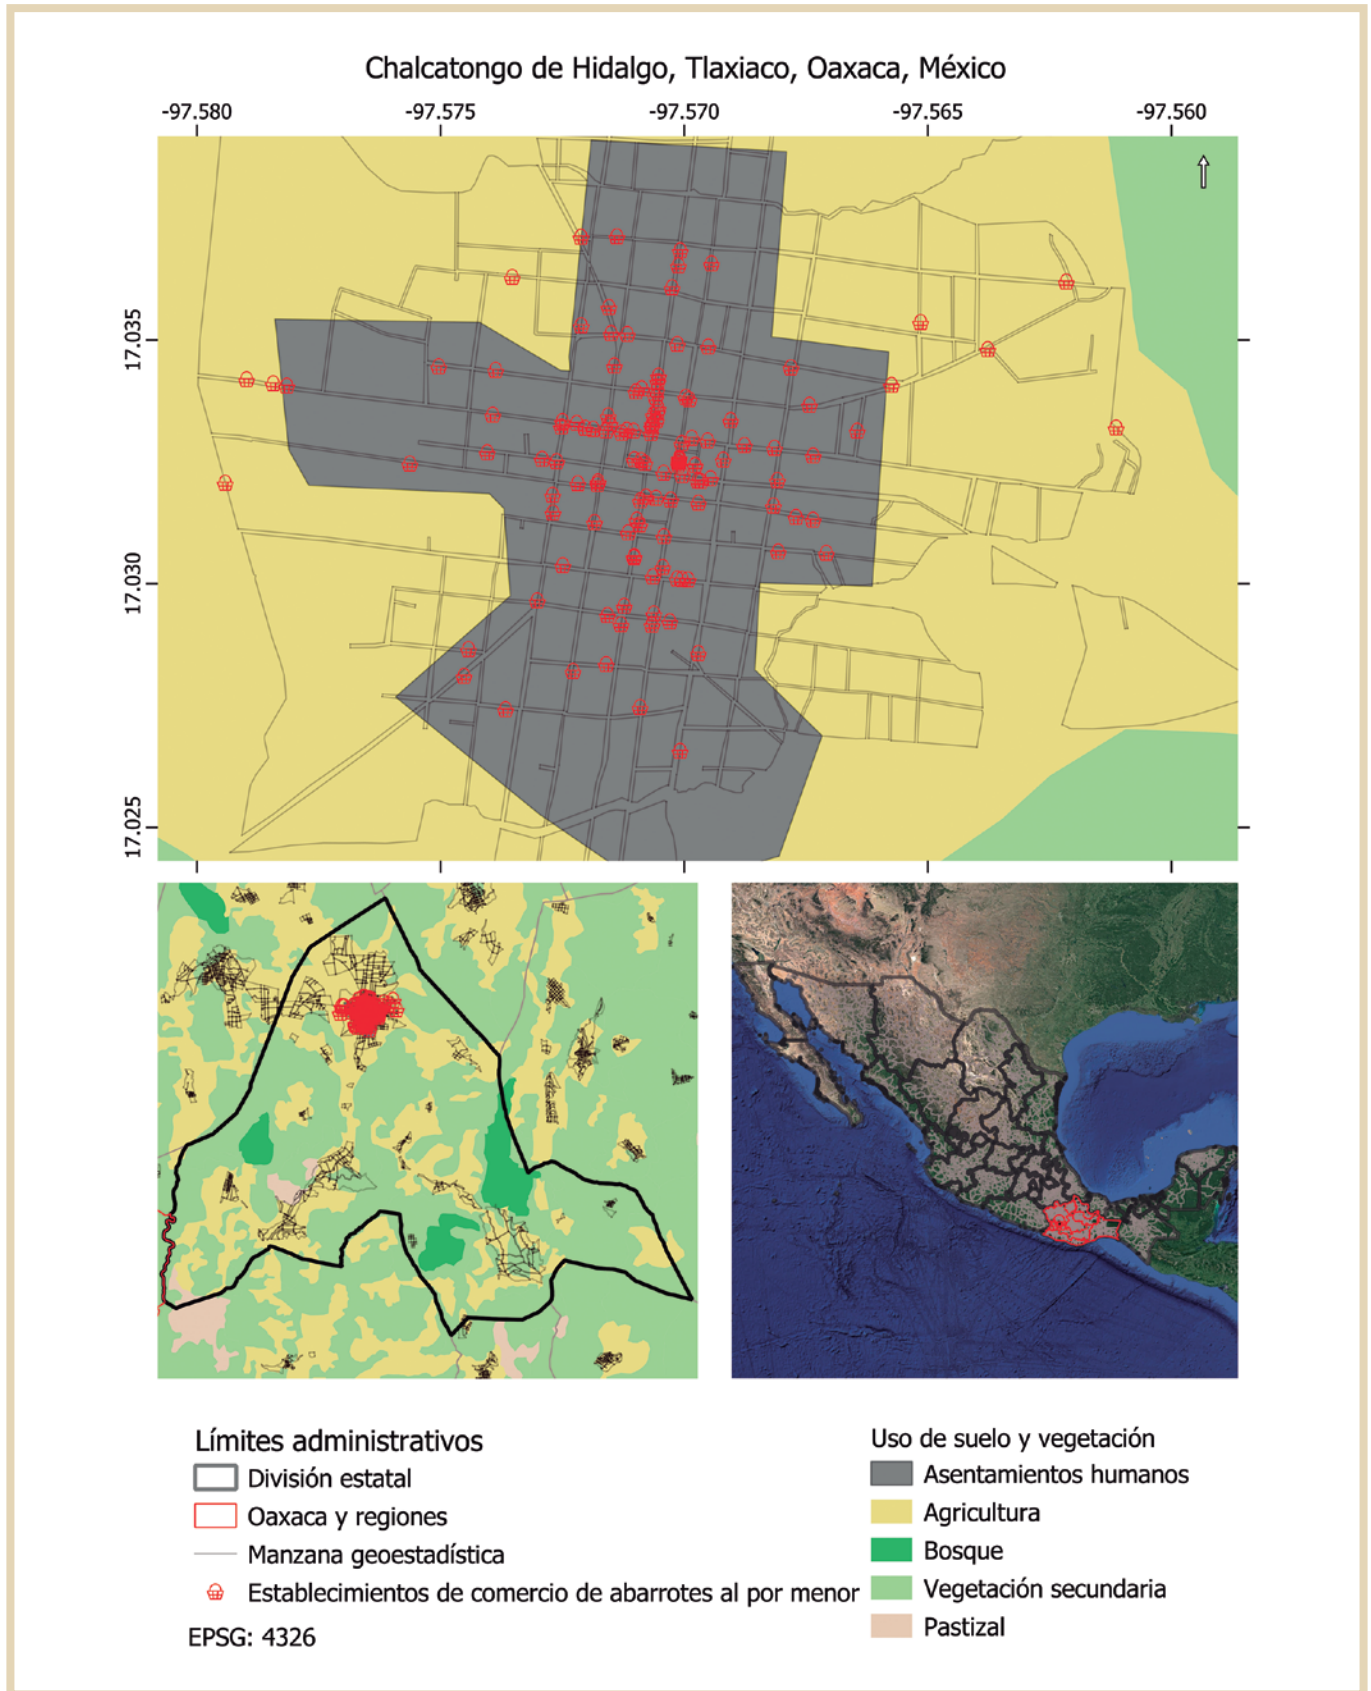 Chalcatongo de Hidalgo, Tlaxiaco, Oaxaca, México
-97.580 -97.575 -97.570 -97.565 -97.560
17.035
17.030
17.025
Límites administrativos
División estatal
Oaxaca y regiones
Manzana geoestadística
Establecimientos de comercio de abarrotes al por menor
EPSG: 4326
Uso de suelo y vegetación
Asentamientos humanos
Agricultura
Bosque
Vegetación secundaria
Pastizal